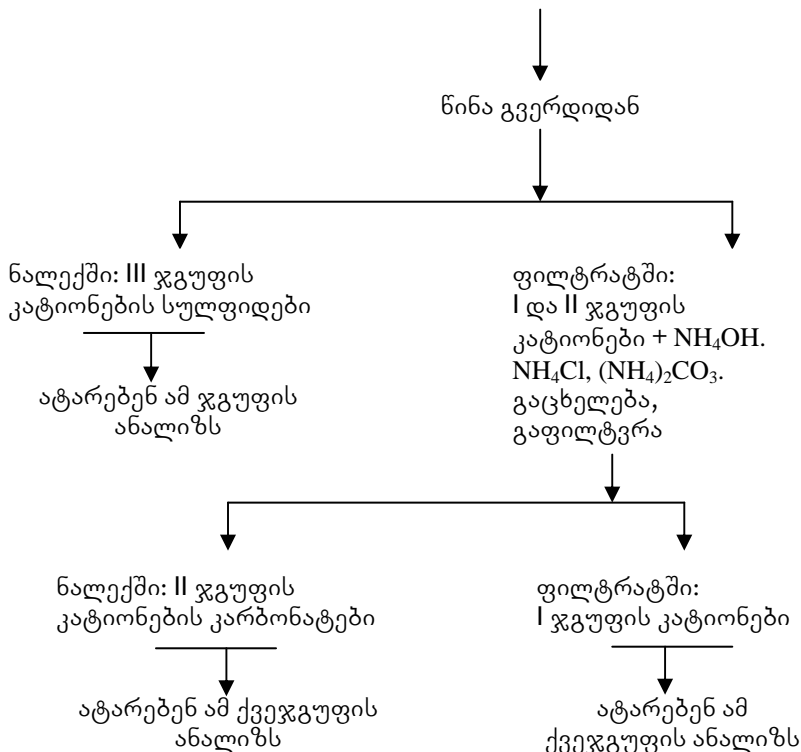 წინა გვერდიდან
ნალექში: III ჯგუფის
კატიონების სულფიდები
ატარებენ ამ ჯგუფის
ანალიზს
ფილტრატში:
I და II ჯგუფის
კატიონები + NH₄OH.
NH₄Cl, (NH₄)₂CO₃.
გაცხელება,
გაფილტვრა
ნალექში: II ჯგუფის
კატიონების კარბონატები
ატარებენ ამ ქვეჯგუფის
ანალიზს
ფილტრატში:
I ჯგუფის კატიონები
ატარებენ ამ
ქვეჯგუფის ანალიზს